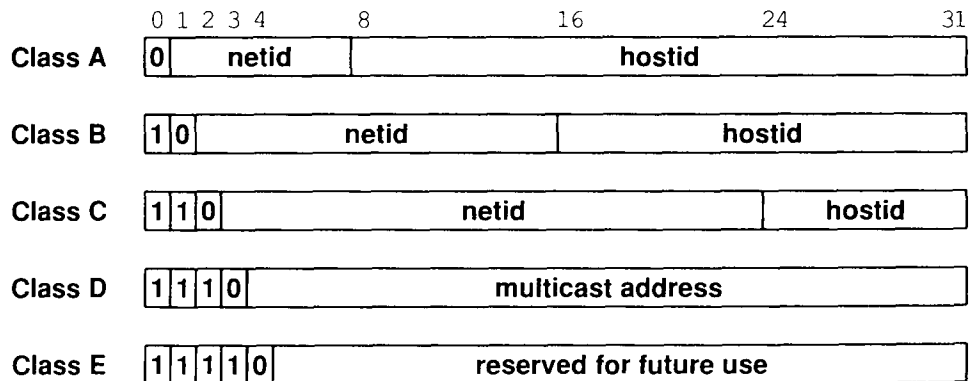 0 1 2 3 4 8 16 24 31
Class A 0 netid hostid
Class B 1 0 netid hostid
Class C 1 1 0 netid hostid
Class D 1 1 1 0 multicast address
Class E 1 1 1 1 0 reserved for future use